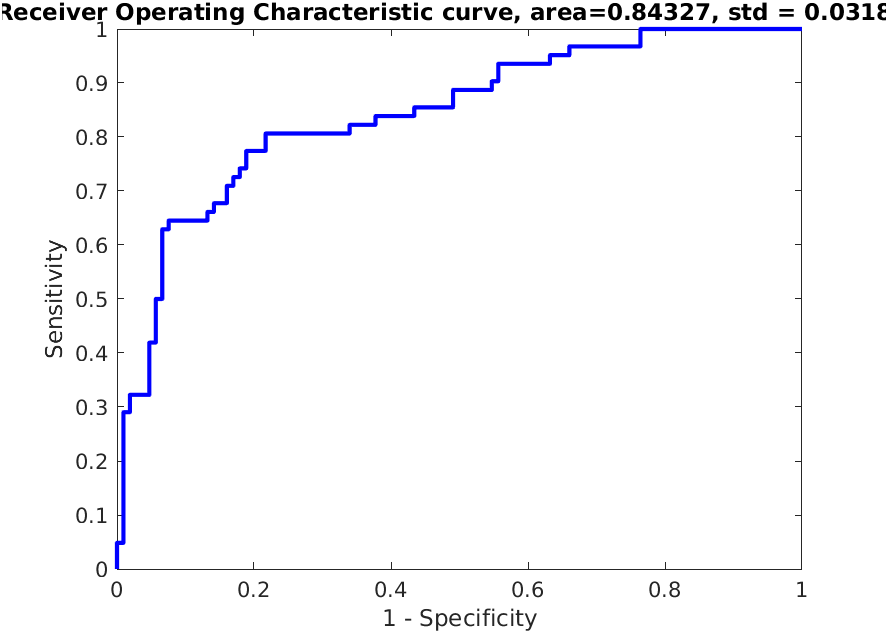 Receiver Operating Characteristic curve, area=0.84327, std = 0.0318
1
0.9
0.8
0.7
0.6
0.5
0.4
0.3
0.2
0.1
0
Sensitivity
0 0.2 0.4 0.6 0.8 1
1 - Specificity